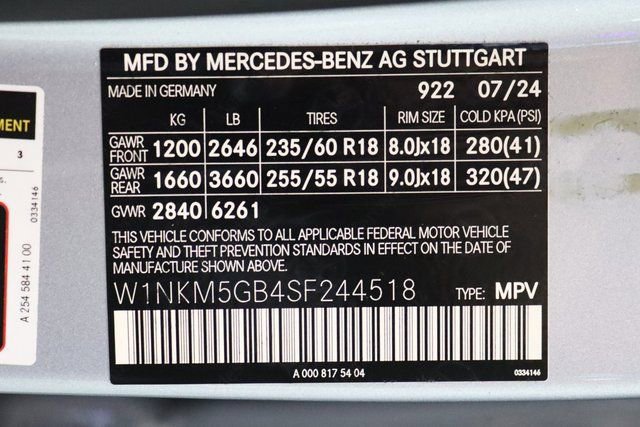 MFD BY MERCEDES-BENZ AG STUTTGART
MADE IN GERMANY 922 07/24
KG LB TIRES RIM SIZE COLD KPA(PSI)
GAWR FRONT 1200 2646 235/60 R18 8.0Jx18 280(41)
GAWR REAR 1660 3660 255/55 R18 9.0Jx18 320(47)
GVWR 2840 6261
THIS VEHICLE CONFORMS TO ALL APPLICABLE FEDERAL MOTOR VEHICLE
SAFETY AND THEFT PREVENTION STANDARDS IN EFFECT ON THE DATE OF
MANUFACTURE SHOWN ABOVE.
W1NKM5GB4SF244518 TYPE: MPV
A 000 817 54 04 0334146
3
0334146
A 254 584 41 00